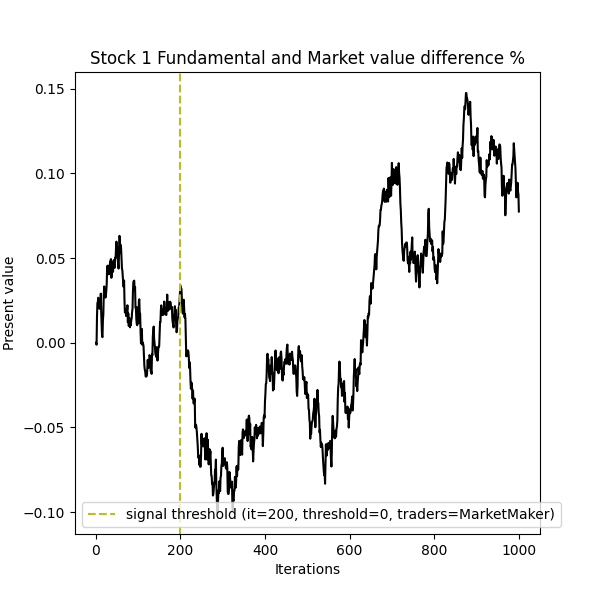 Stock 1 Fundamental and Market value difference %
0.15
0.10
0.05
0.00
−0.05
−0.10
Present value
signal threshold (it=200, threshold=0, traders=MarketMaker)
0 200 400 600 800 1000
Iterations